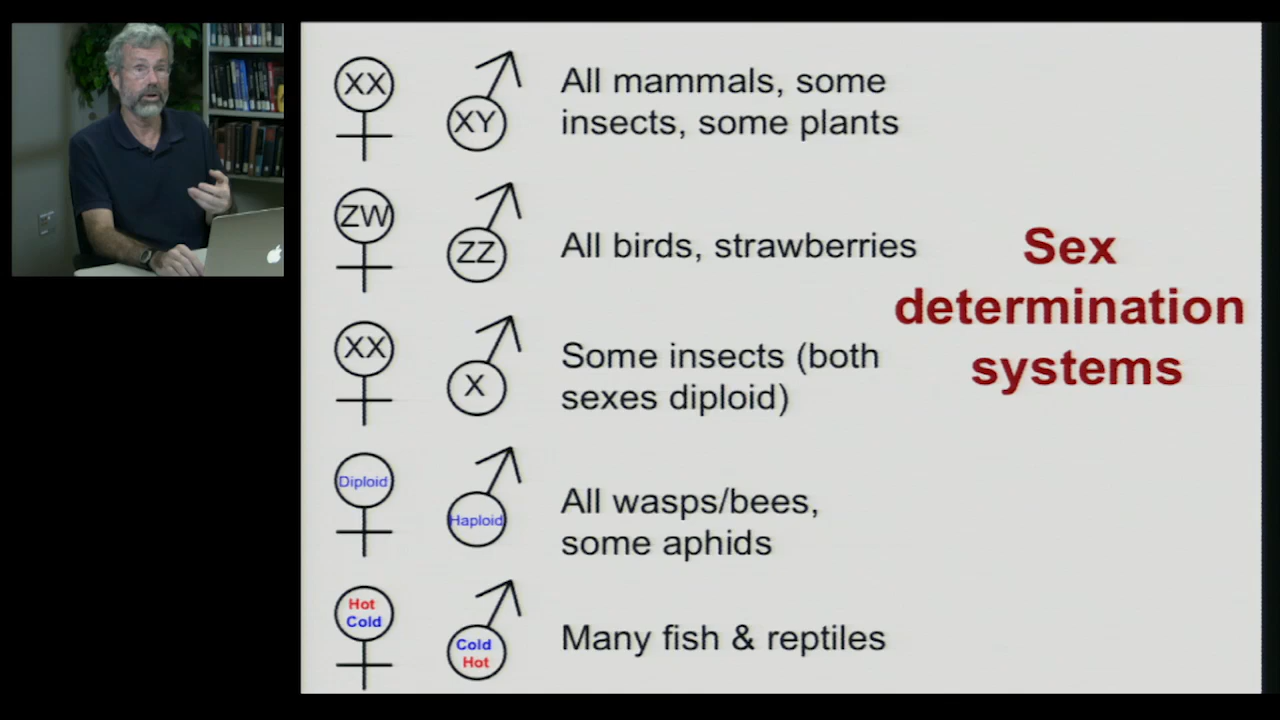 XX
XY
All mammals, some
insects, some plants
ZW
ZZ
All birds, strawberries
Sex
determination
systems
XX
X
Some insects (both
sexes diploid)
Diploid
Haploid
All wasps/bees,
some aphids
Hot
Cold
Cold
Hot
Many fish & reptiles